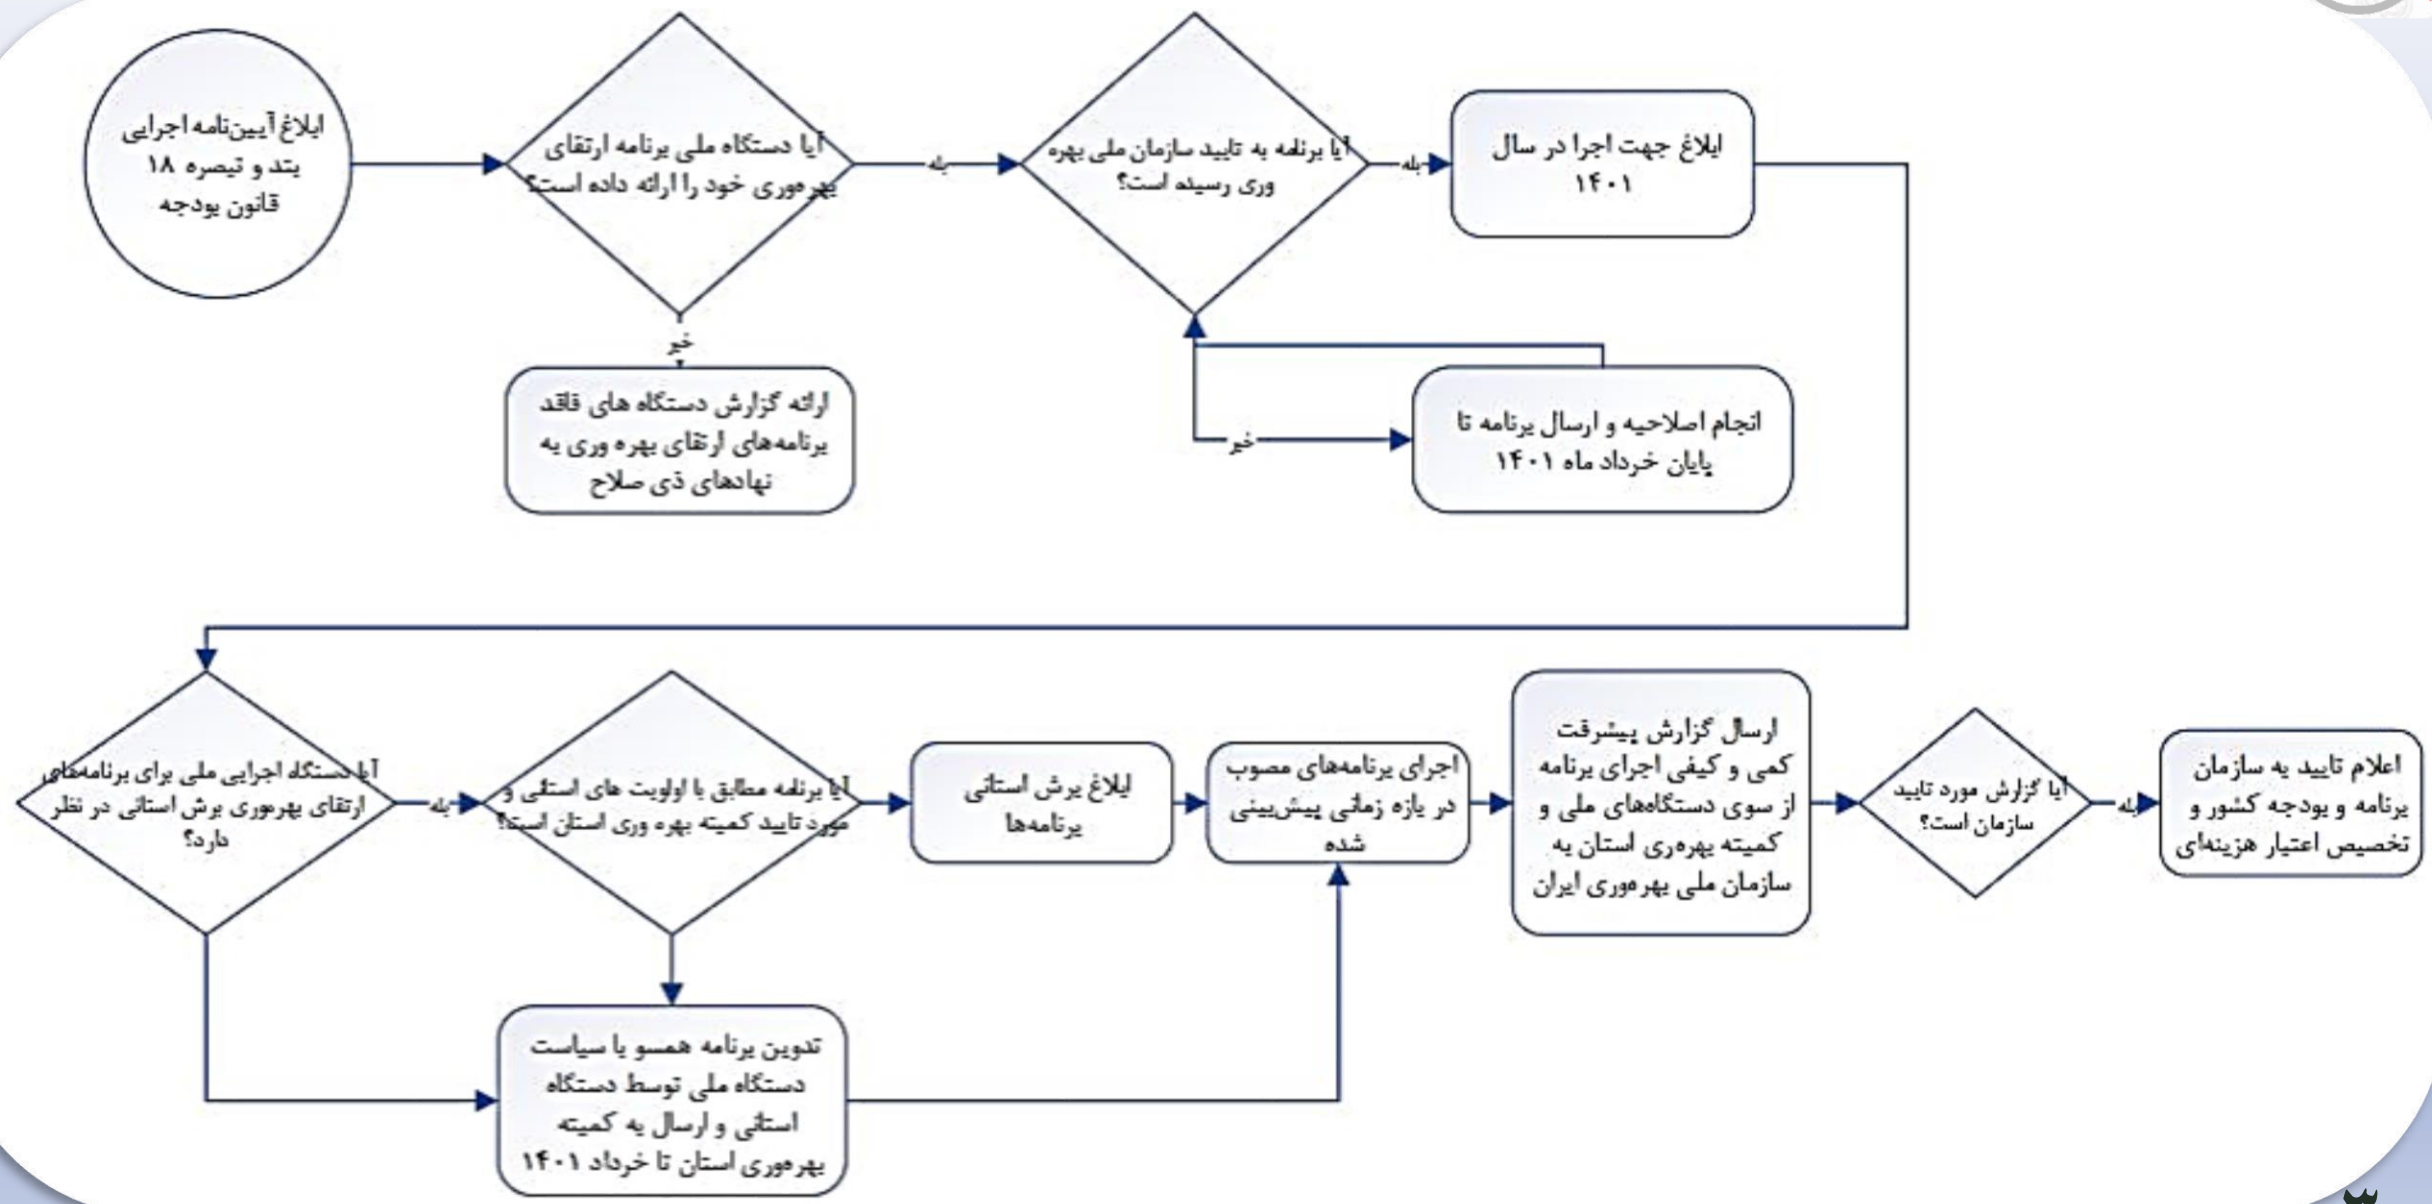 ابلاغ آیین‌نامه اجرایی
بند و تبصره ۱۸
قانون بودجه
آیا دستگاه ملی برنامه ارتقای
بهره‌وری خود را ارائه داده است؟
بله
آیا برنامه به تایید سازمان ملی بهره
وری رسیده است؟
بله
ابلاغ جهت اجرا در سال
۱۴۰۱
خیر
ارائه گزارش دستگاه های فاقد
برنامه‌های ارتقای بهره وری به
نهادهای ذی صلاح
خیر
انجام اصلاحیه و ارسال برنامه تا
پایان خرداد ماه ۱۴۰۱
آیا دستگاه اجرایی ملی برای برنامه‌های
ارتقای بهره‌وری برش استانی در نظر
دارد؟
بله
آیا برنامه مطابق با اولویت های استانی و
مورد تایید کمیته بهره وری استان است؟
ابلاغ برش استانی
برنامه‌ها
اجرای برنامه‌های مصوب
در بازه زمانی پیش‌بینی
شده
ارسال گزارش پیشرفت
کمی و کیفی اجرای برنامه
از سوی دستگاه‌های ملی و
کمیته بهره‌وری استان به
سازمان ملی بهره‌وری ایران
آیا گزارش مورد تایید
سازمان است؟
بله
اعلام تایید به سازمان
برنامه و بودجه کشور و
تخصیص اعتبار هزینه‌ای
تدوین برنامه همسو با سیاست
دستگاه ملی توسط دستگاه
استانی و ارسال به کمیته
بهره‌وری استان تا خرداد ۱۴۰۱